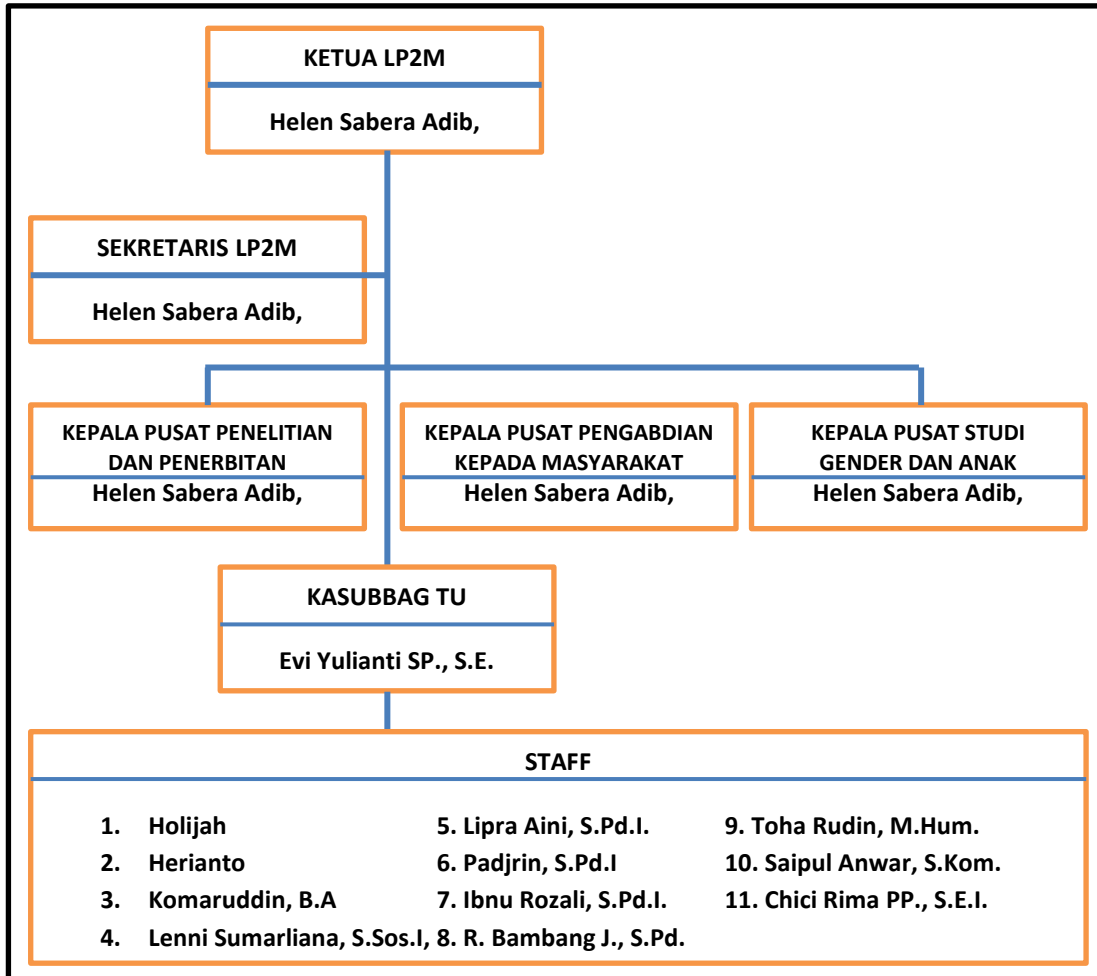 KETUA LP2M
Helen Sabera Adib,
SEKRETARIS LP2M
Helen Sabera Adib,
KEPALA PUSAT PENELITIAN
DAN PENERBITAN
Helen Sabera Adib,
KEPALA PUSAT PENGABDIAN
KEPADA MASYARAKAT
Helen Sabera Adib,
KEPALA PUSAT STUDI
GENDER DAN ANAK
Helen Sabera Adib,
KASUBBAG TU
Evi Yulianti SP., S.E.
STAFF
1. Holijah
2. Herianto
3. Komaruddin, B.A
4. Lenni Sumarliana, S.Sos.I,
5. Lipra Aini, S.Pd.I.
6. Padjrin, S.Pd.I
7. Ibnu Rozali, S.Pd.I.
8. R. Bambang J., S.Pd.
9. Toha Rudin, M.Hum.
10. Saipul Anwar, S.Kom.
11. Chici Rima PP., S.E.I.